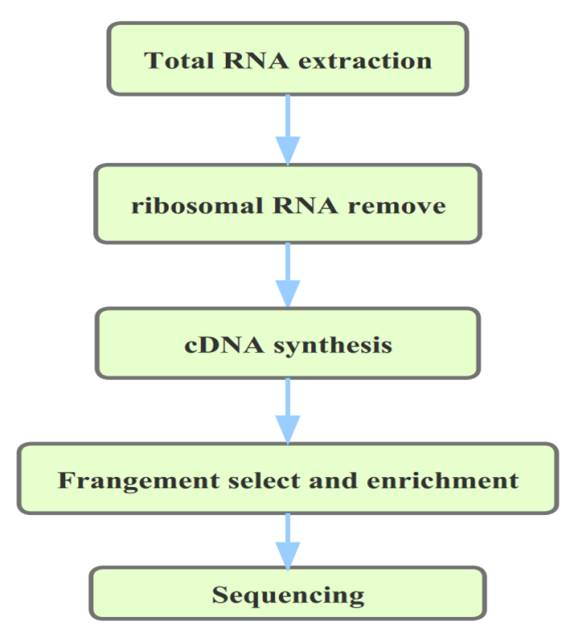 Total RNA extraction
ribosomal RNA remove
cDNA synthesis
Frangement select and enrichment
Sequencing